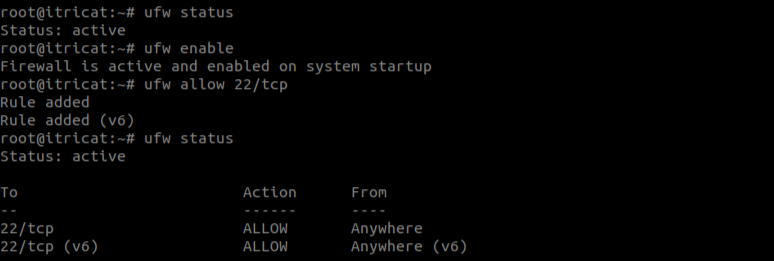 root@itricat:~# ufw status
Status: active
root@itricat:~# ufw enable
Firewall is active and enabled on system startup
root@itricat:~# ufw allow 22/tcp
Rule added
Rule added (v6)
root@itricat:~# ufw status
Status: active
To                         Action      From
--                         ------      ----
22/tcp                     ALLOW       Anywhere
22/tcp (v6)                ALLOW       Anywhere (v6)